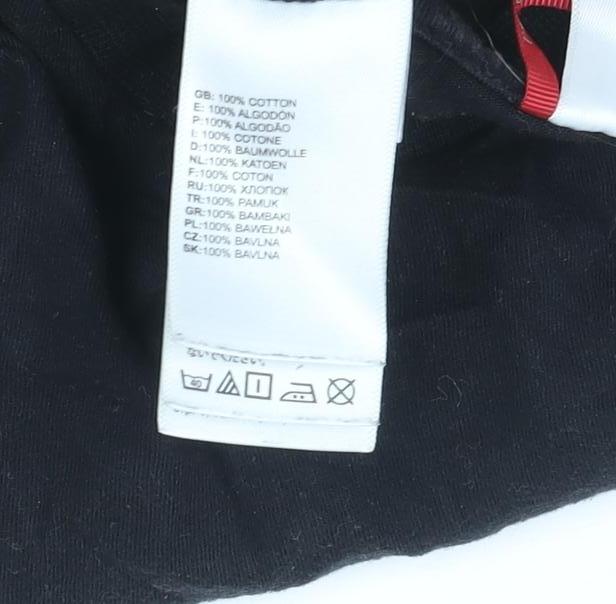 GB: 100% COTTON
E: 100% ALGODÓN
P:100% ALGODÃO
I: 100% COTONE
D:100% BAUMWOLLE
NL:100% KATOEN
F:100% COTON
RU:100% ХЛОПОК
TR:100% PAMUK
GR:100% BAMBAKI
PL:100% BAWEŁNA
CZ:100% BAVLNA
SK:100% BAVLNA
40